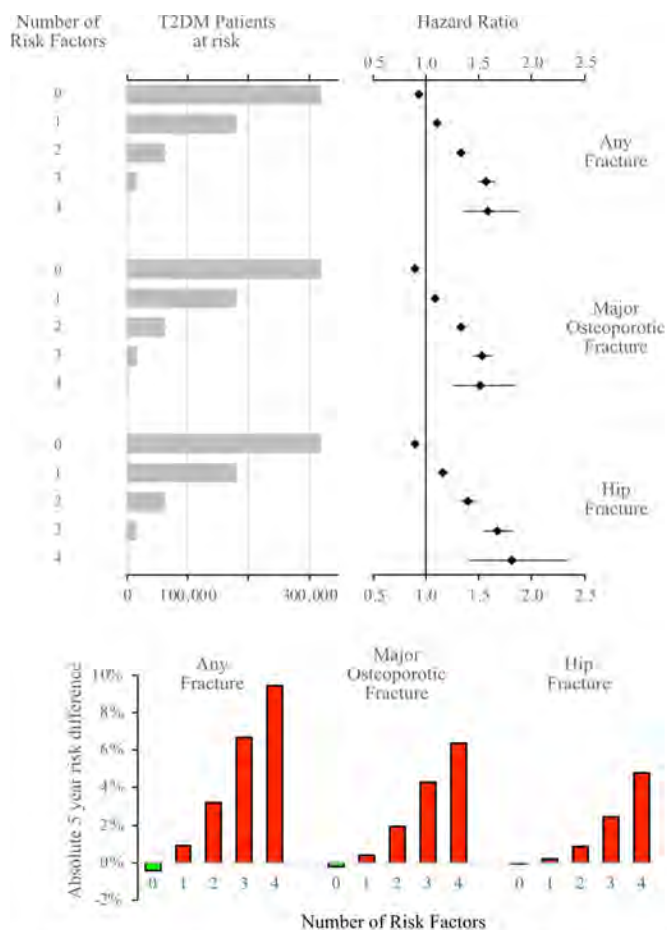 Number of
Risk Factors
T2DM Patients
at risk
Hazard Ratio
0.5 1.0 1.5 2.0 2.5
0
1
2
3
4
Any
Fracture
0
1
2
3
4
Major
Osteoporotic
Fracture
0
1
2
3
4
Hip
Fracture
0 100,000 300,000
0.5 1.0 1.5 2.0 2.5
Absolute 5 year risk difference
10%
8%
6%
4%
2%
0%
-2%
Any
Fracture
Major
Osteoporotic
Fracture
Hip
Fracture
0 1 2 3 4 0 1 2 3 4 0 1 2 3 4
Number of Risk Factors